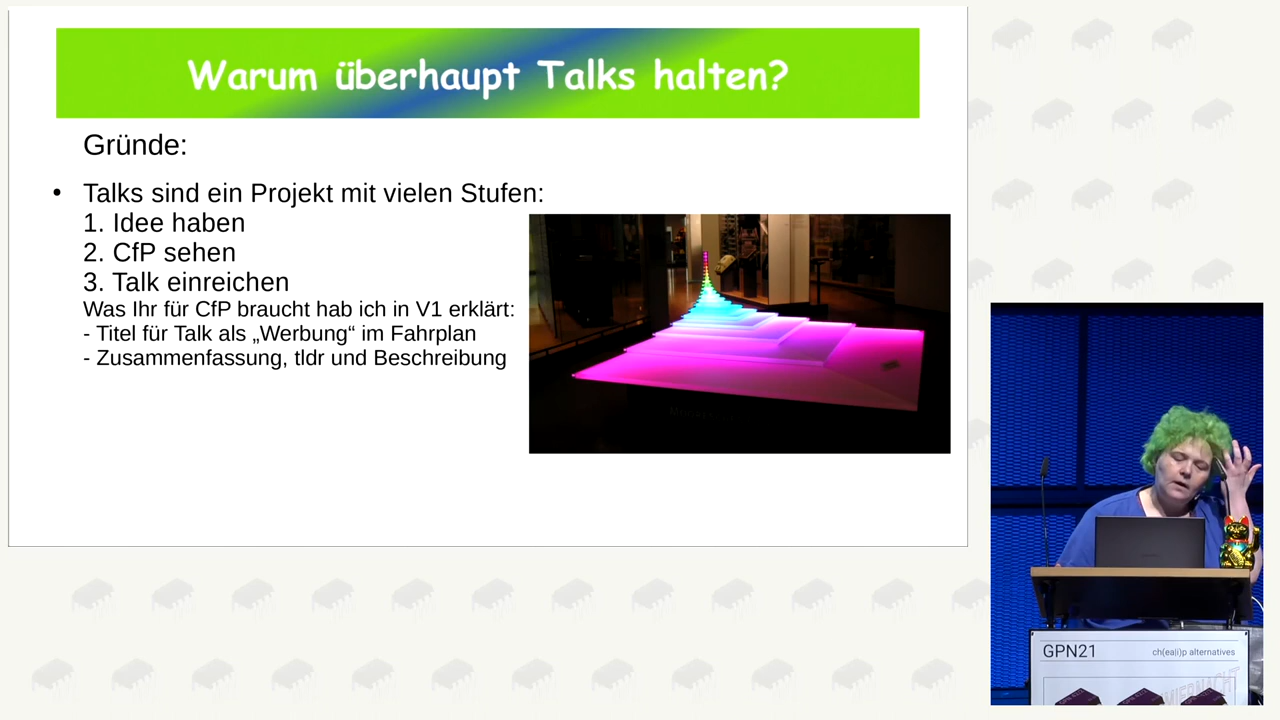 Warum überhaupt Talks halten?
Gründe:
• Talks sind ein Projekt mit vielen Stufen:
1. Idee haben
2. CfP sehen
3. Talk einreichen
Was Ihr für CfP braucht hab ich in V1 erklärt:
- Titel für Talk als „Werbung“ im Fahrplan
- Zusammenfassung, tldr und Beschreibung
GPN21
ch(ea|i)p alternatives